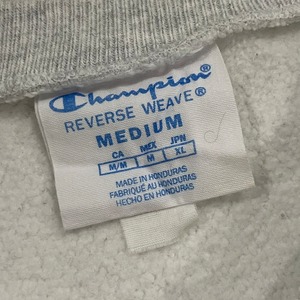 Champion®
REVERSE WEAVE®
MEDIUM
CA MEX JPN
M/M M XL
MADE IN HONDURAS
FABRIQUÉ AU HONDURAS
HECHO EN HONDURAS